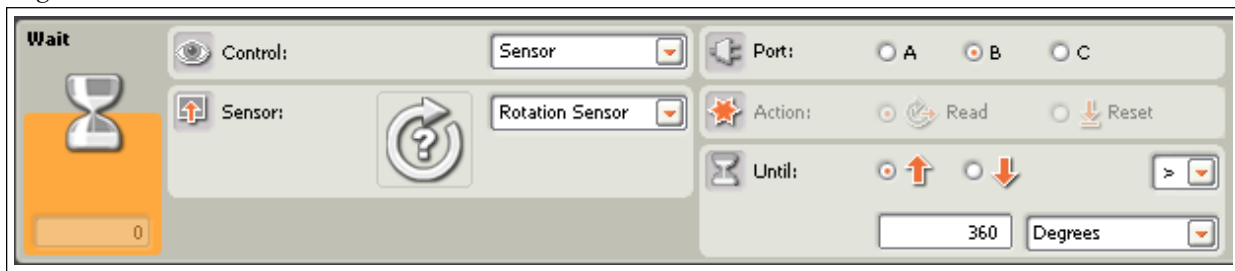 Wait
Control:
Sensor
Port:
A
B
C
Sensor:
?
Rotation Sensor
Action:
Read
Reset
Until:
>
0
360
Degrees